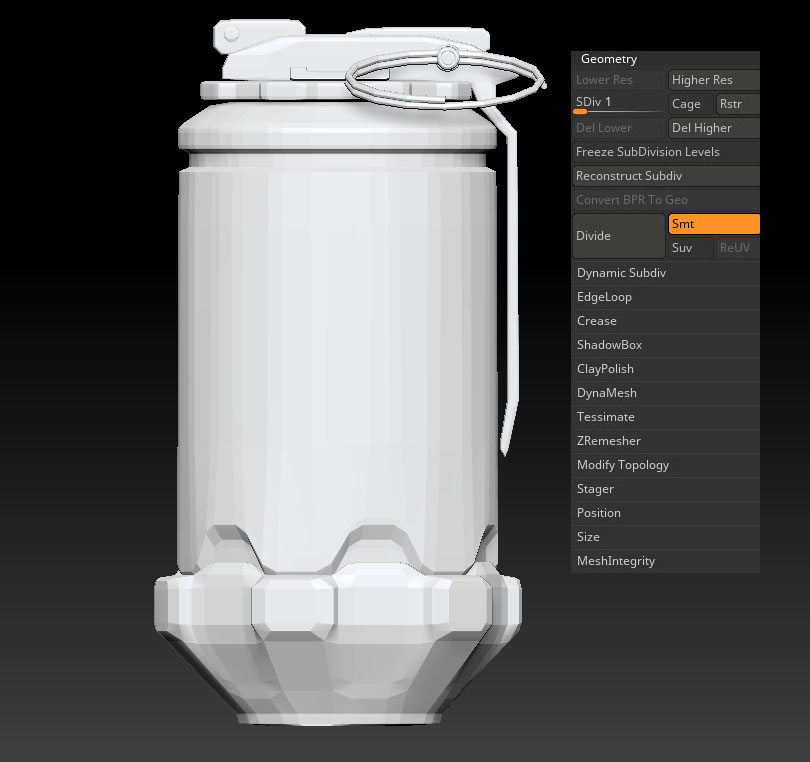 Geometry
Lower Res Higher Res
SDiv 1 Cage Rstr
Del Lower Del Higher
Freeze SubDivision Levels
Reconstruct Subdiv
Convert BPR To Geo
Divide Smt
Suv ReUV
Dynamic Subdiv
EdgeLoop
Crease
ShadowBox
ClayPolish
DynaMesh
Tessimate
ZRemesher
Modify Topology
Stager
Position
Size
MeshIntegrity